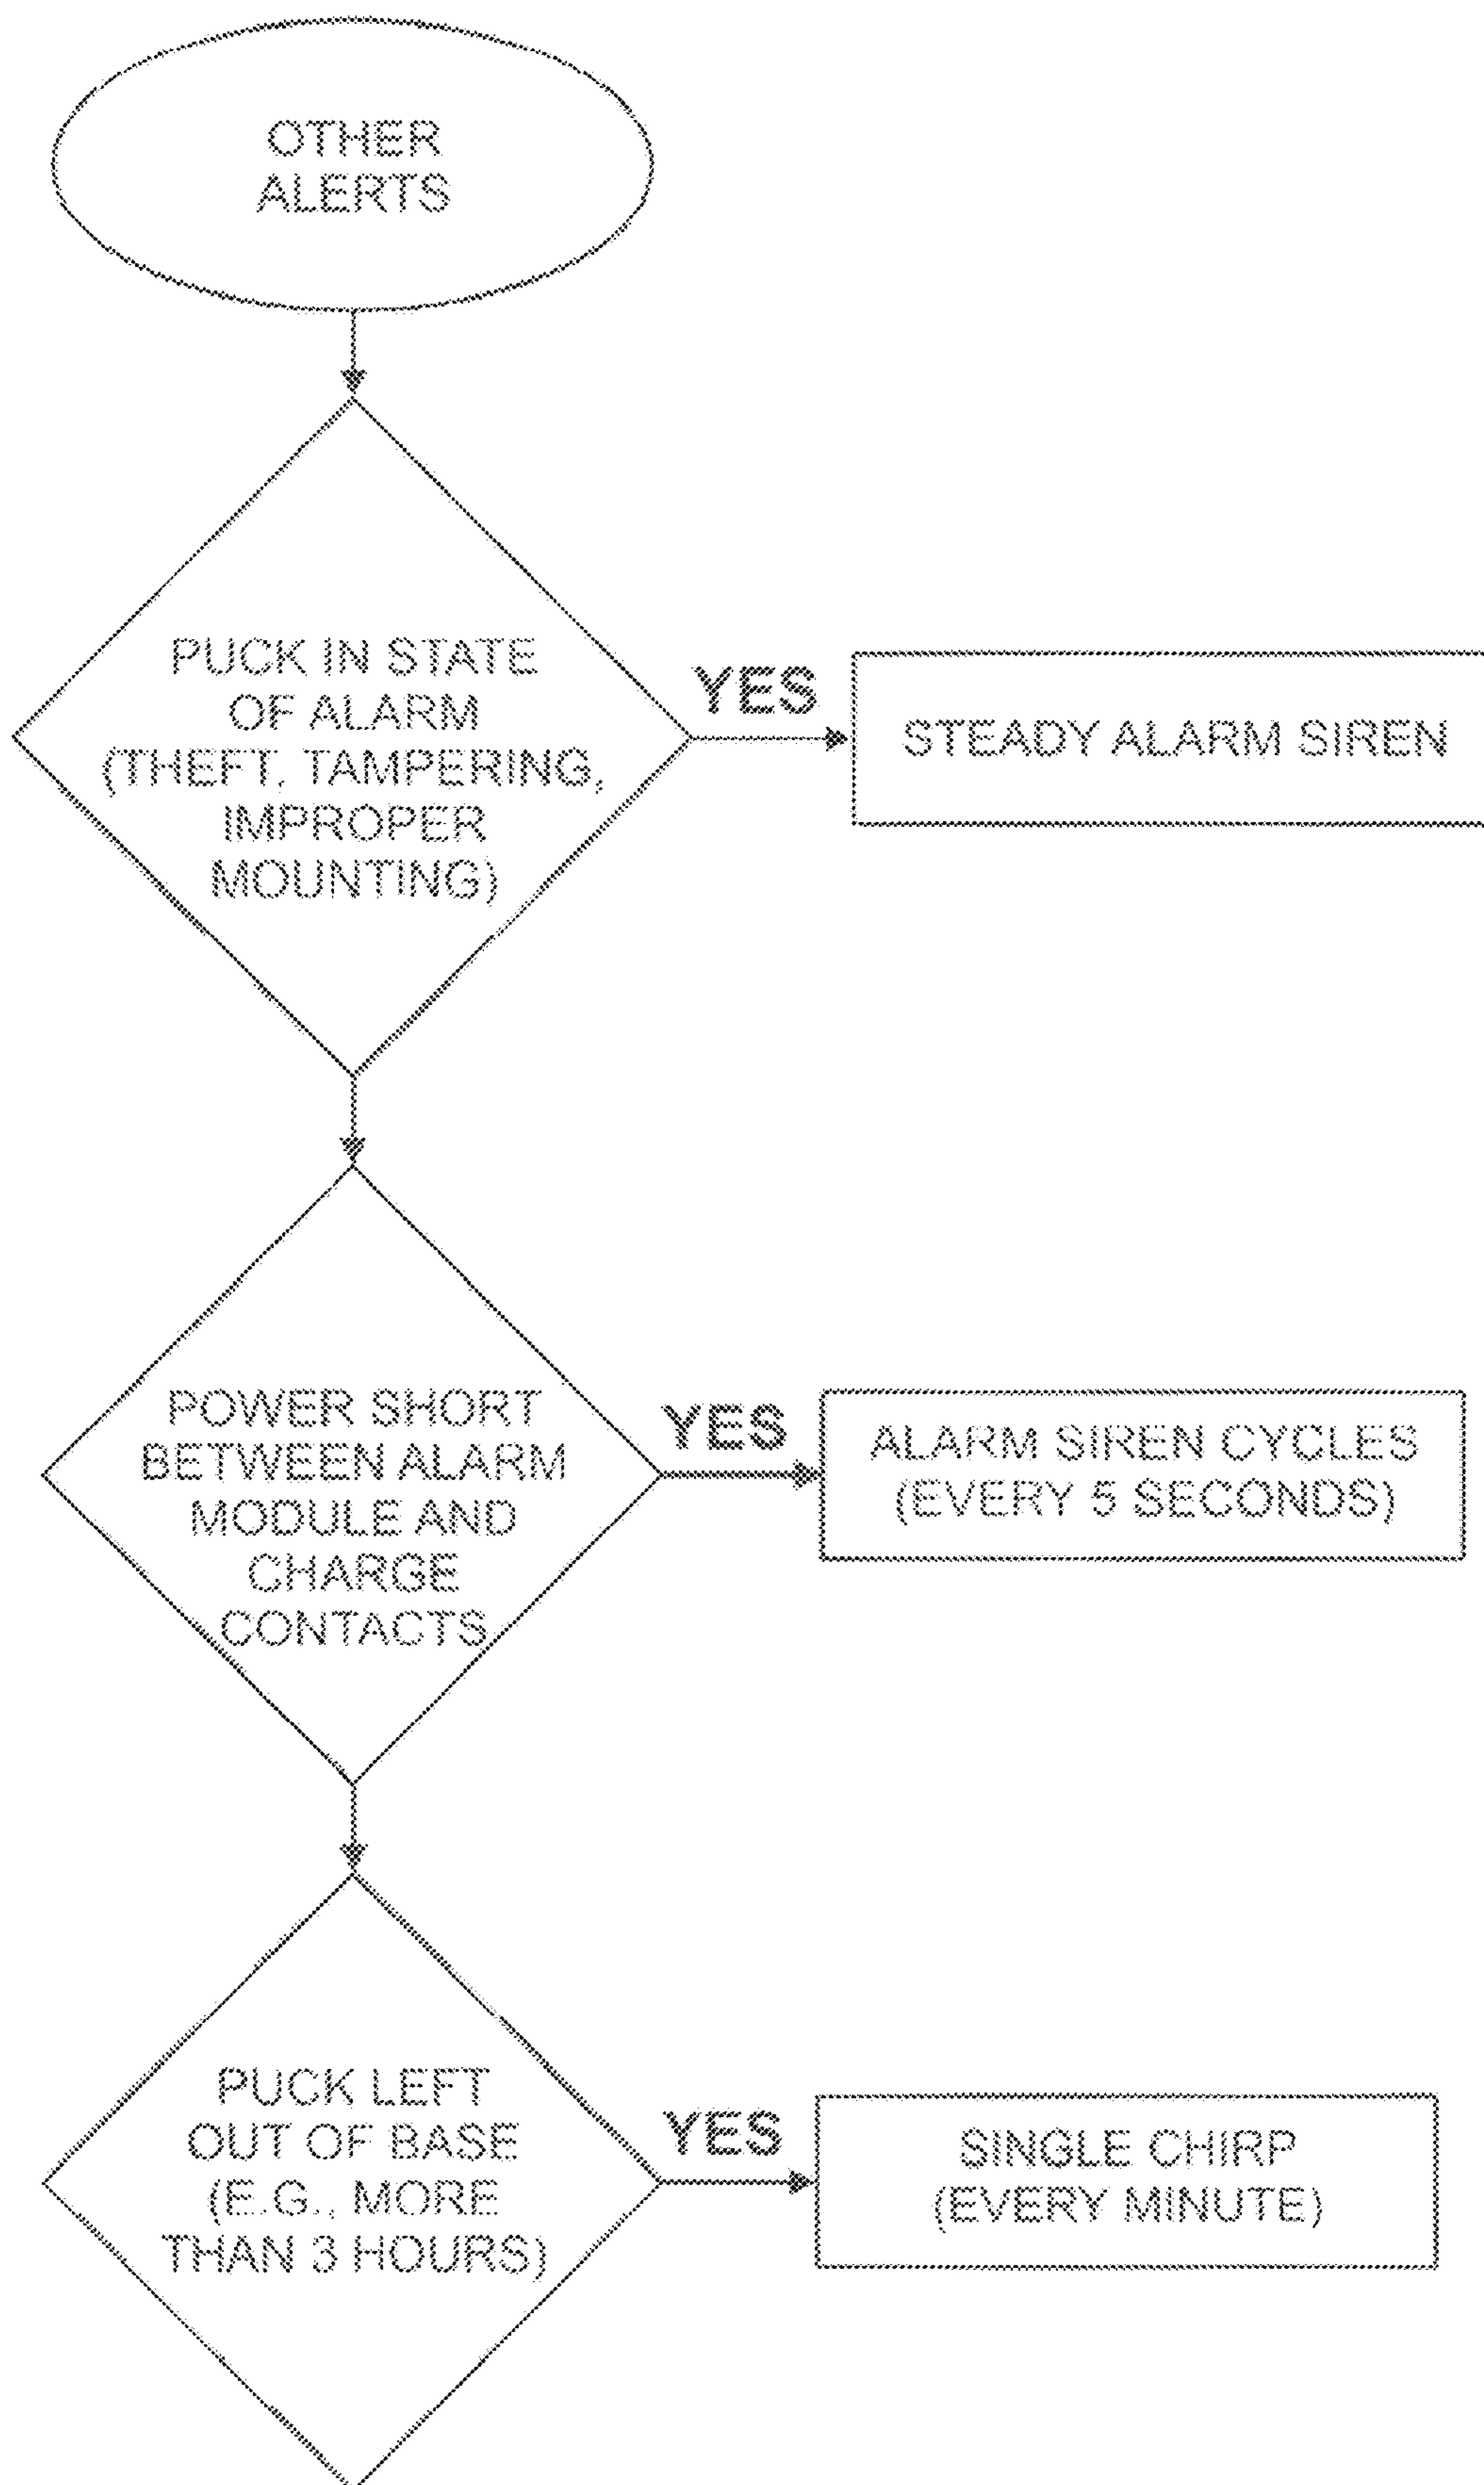 OTHER
ALERTS
PUCK IN STATE
OF ALARM
(THEFT, TAMPERING,
IMPROPER
MOUNTING)
YES
STEADY ALARM SIREN
POWER SHORT
BETWEEN ALARM
MODULE AND
CHARGE
CONTACTS
YES
ALARM SIREN CYCLES
(EVERY 5 SECONDS)
PUCK LEFT
OUT OF BASE
(E.G., MORE
THAN 3 HOURS)
YES
SINGLE CHIRP
(EVERY MINUTE)